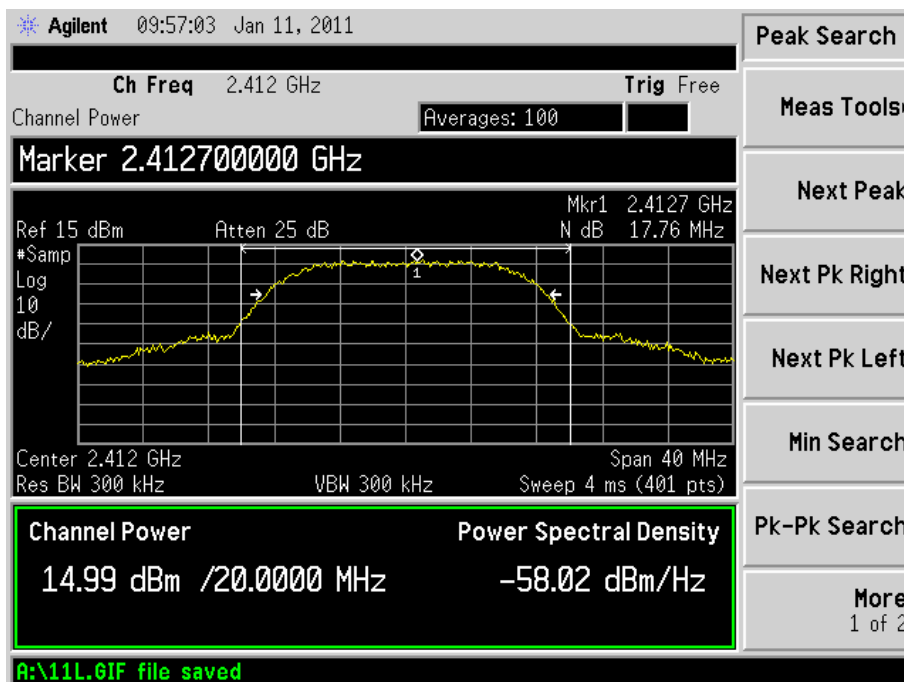 Agilent 09:57:03 Jan 11, 2011
Peak Search
Ch Freq 2.412 GHz Trig Free
Channel Power Averages: 100
Meas Tools
Marker 2.412700000 GHz
Mkr1 2.4127 GHz
Ref 15 dBm Atten 25 dB N dB 17.76 MHz
Next Peak
#Samp
Log
10
dB/
1
Next Pk Right
Next Pk Left
Center 2.412 GHz Span 40 MHz
Res BW 300 kHz VBW 300 kHz Sweep 4 ms (401 pts)
Min Search
Channel Power Power Spectral Density
14.99 dBm /20.0000 MHz -58.02 dBm/Hz
Pk-Pk Search
More
1 of 2
A:\11L.GIF file saved